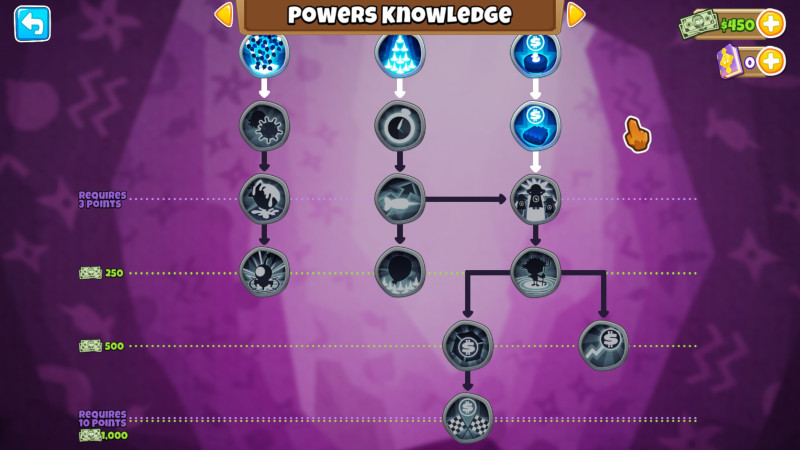 Powers Knowledge
$450
0
Requires
3 Points
250
500
Requires
10 Points
1,000